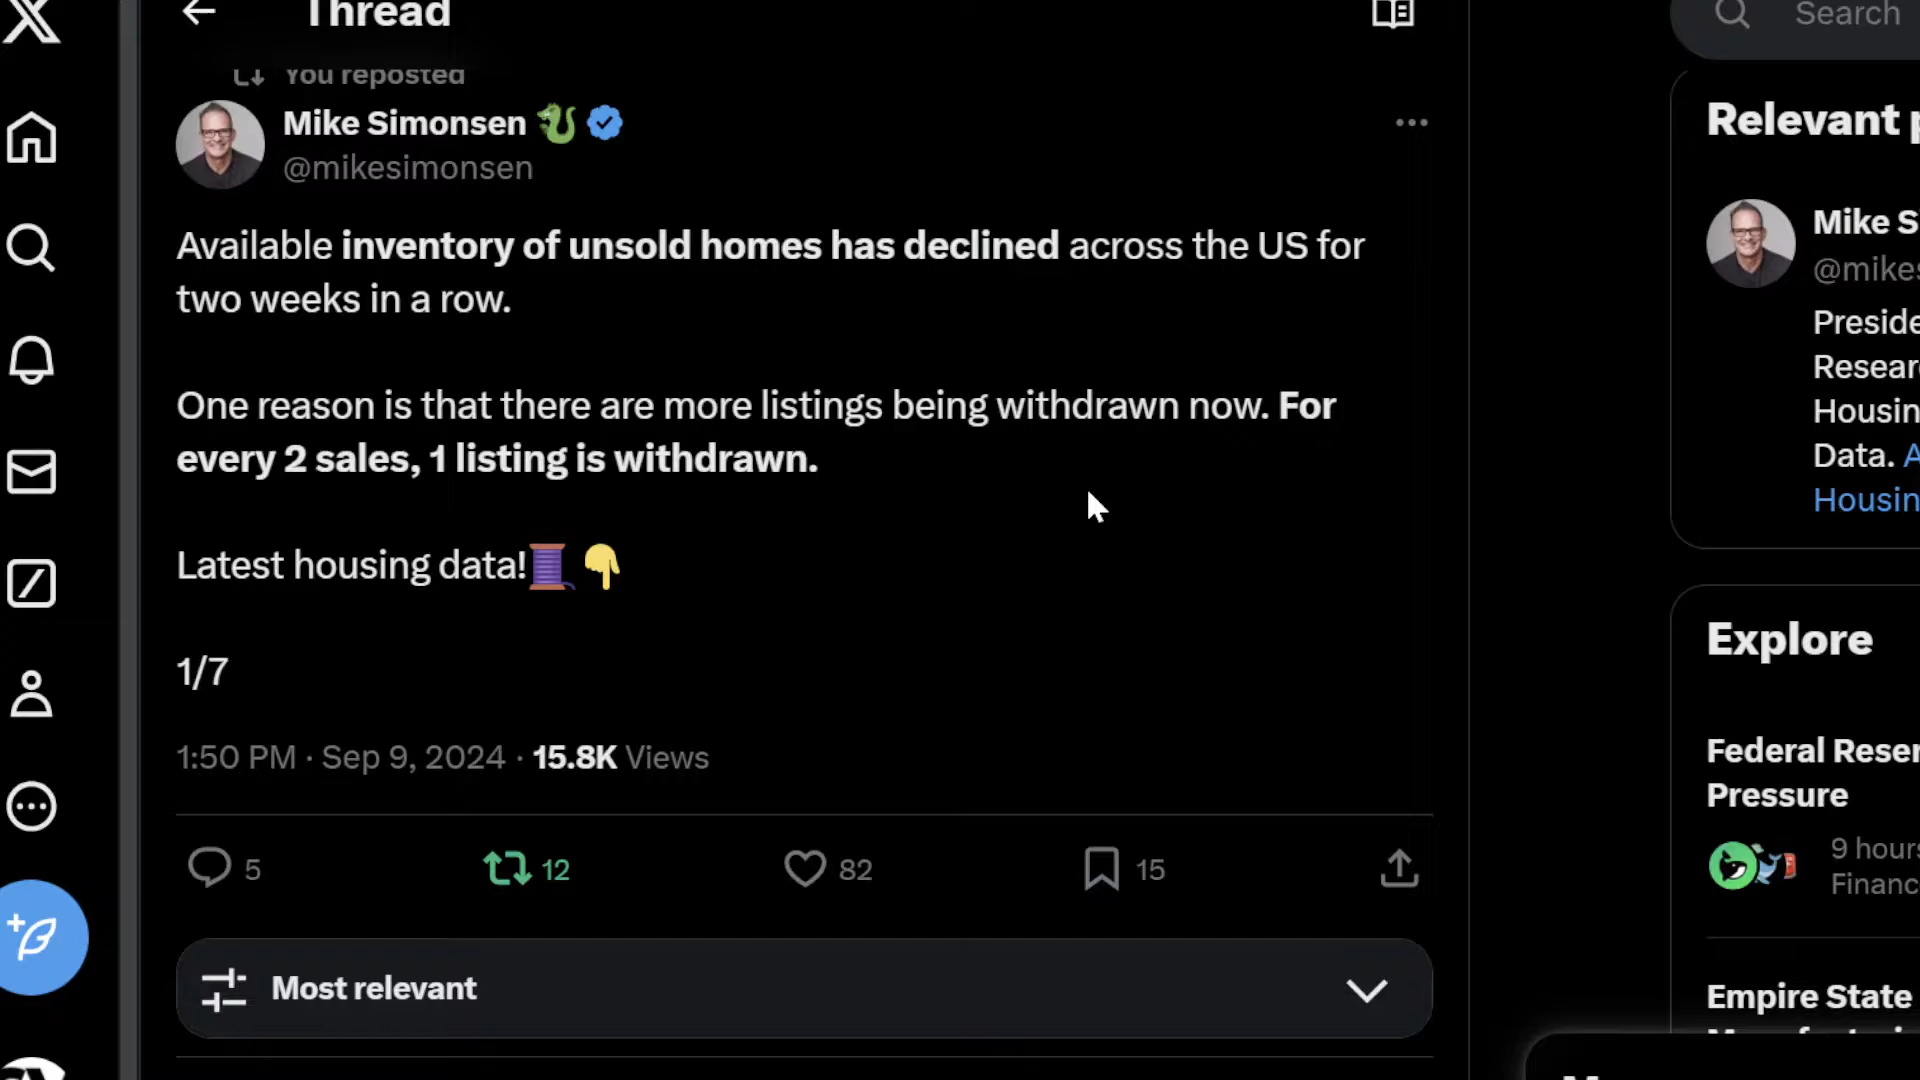 Thread
Search
You reposted
Mike Simonsen
@mikesimonsen
Available inventory of unsold homes has declined across the US for
two weeks in a row.
One reason is that there are more listings being withdrawn now. For
every 2 sales, 1 listing is withdrawn.
Latest housing data!
1/7
1:50 PM · Sep 9, 2024 · 15.8K Views
5
12
82
15
Most relevant
Relevant p
Mike S
@mikes
Preside
Resear
Housin
Data. A
Housin
Explore
Federal Reser
Pressure
9 hours
Financ
Empire State